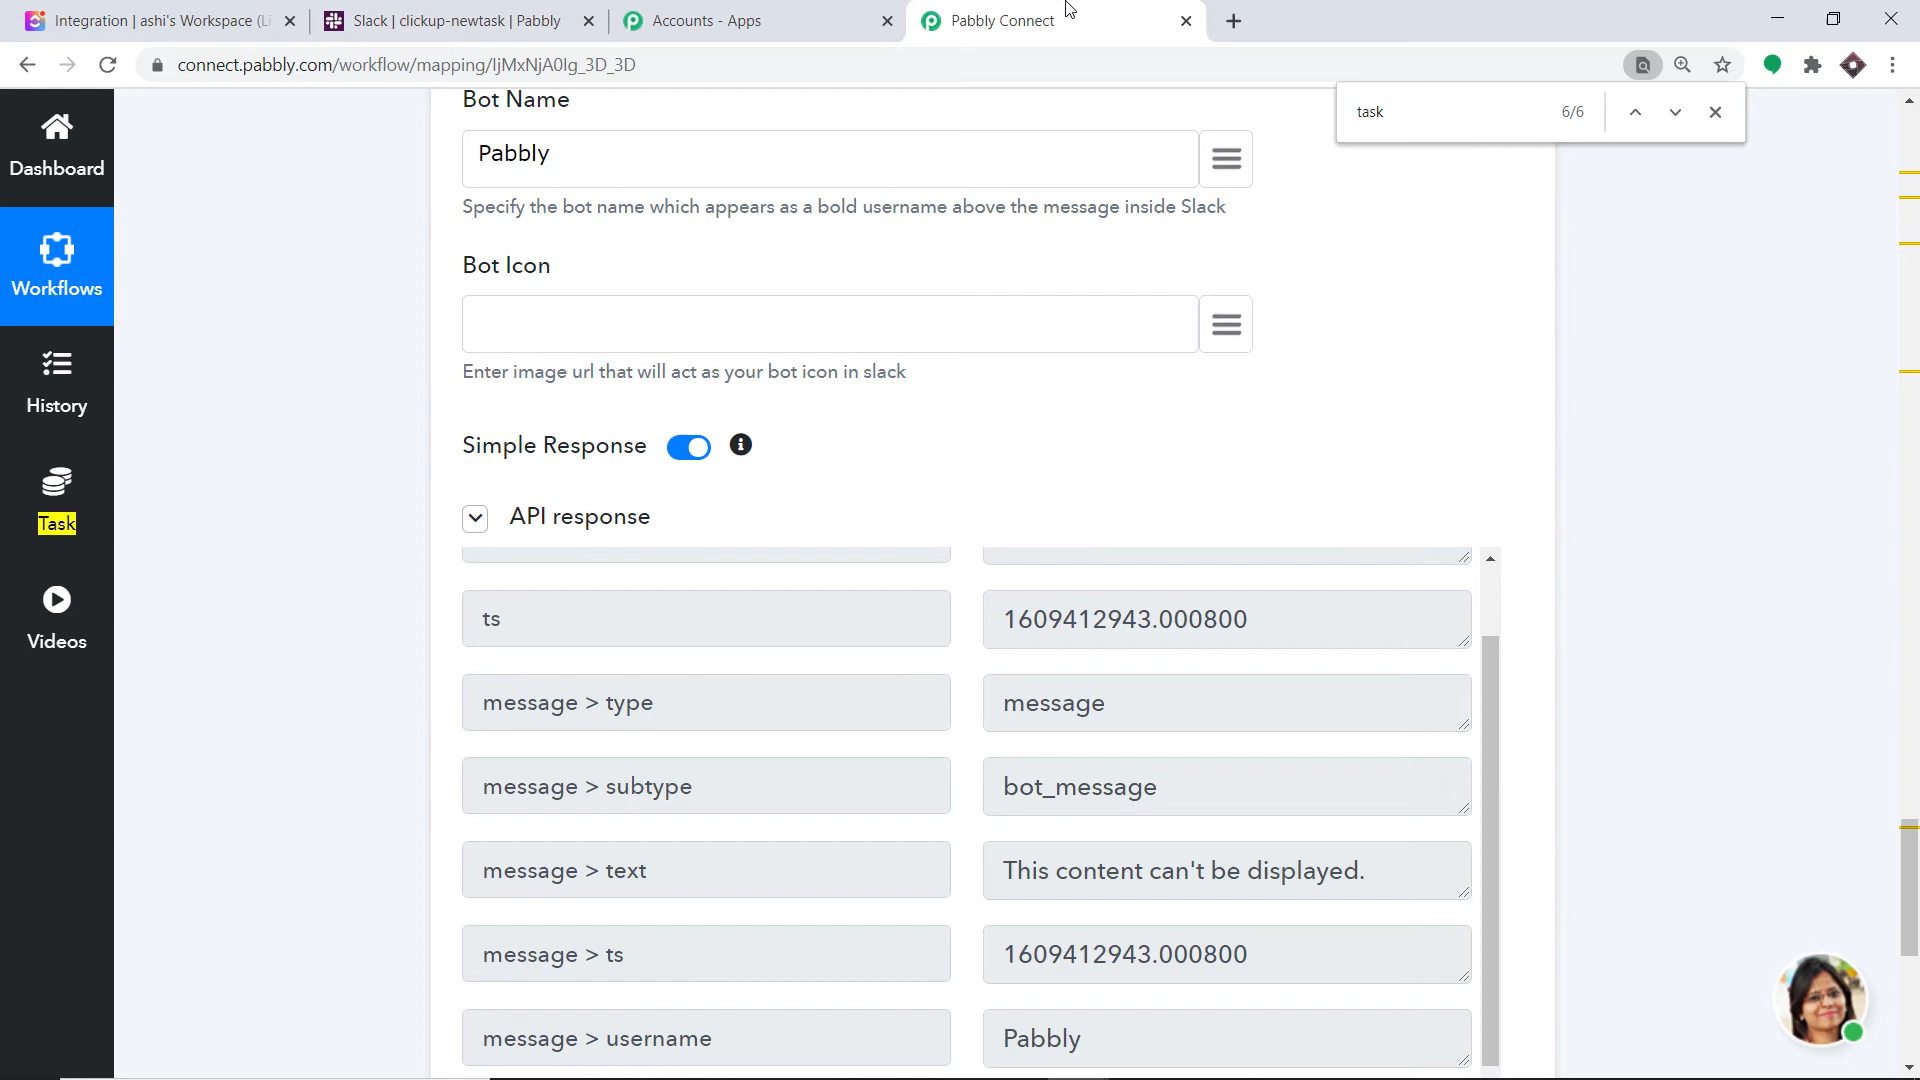 Integration | ashi's Workspace (Li
Slack | clickup-newtask | Pabbly
Accounts - Apps
Pabbly Connect
connect.pabbly.com/workflow/mapping/IjMxNjA0Ig_3D_3D
task 6/6
Dashboard
Workflows
History
Task
Videos
Bot Name
Pabbly
Specify the bot name which appears as a bold username above the message inside Slack
Bot Icon
Enter image url that will act as your bot icon in slack
Simple Response
API response
ts 1609412943.000800
message > type message
message > subtype bot_message
message > text This content can't be displayed.
message > ts 1609412943.000800
message > username Pabbly